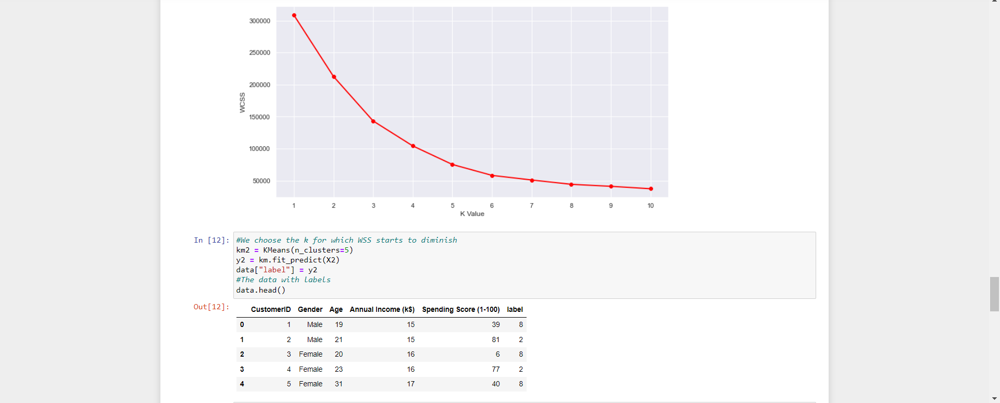 300000
250000
200000
150000
100000
50000
WCSS
1 2 3 4 5 6 7 8 9 10
K Value
In [12]:
#We choose the k for which WSS starts to diminish
km2 = KMeans(n_clusters=5)
y2 = km.fit_predict(X2)
data["label"] = y2
#The data with labels
data.head()
Out[12]:
CustomerID Gender Age Annual Income (k$) Spending Score (1-100) label
0 1 Male 19 15 39 8
1 2 Male 21 15 81 2
2 3 Female 20 16 6 8
3 4 Female 23 16 77 2
4 5 Female 31 17 40 8